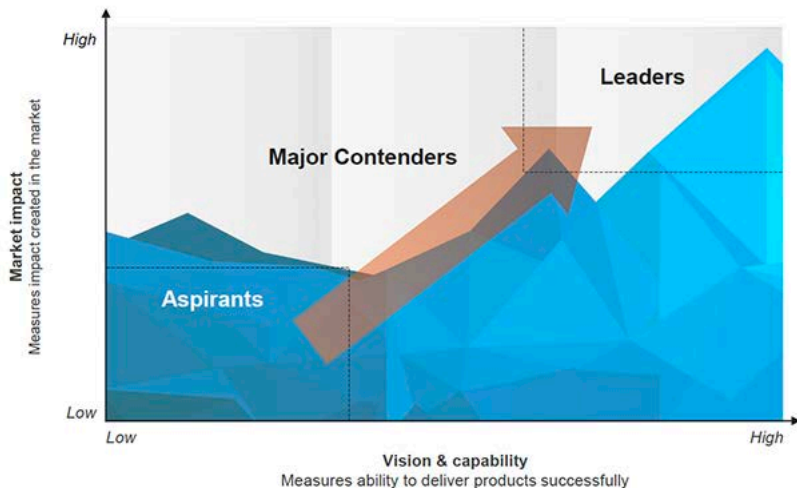 High
Leaders
Major Contenders
Market impact
Measures impact created in the market
Aspirants
Low
Low
High
Vision & capability
Measures ability to deliver products successfully